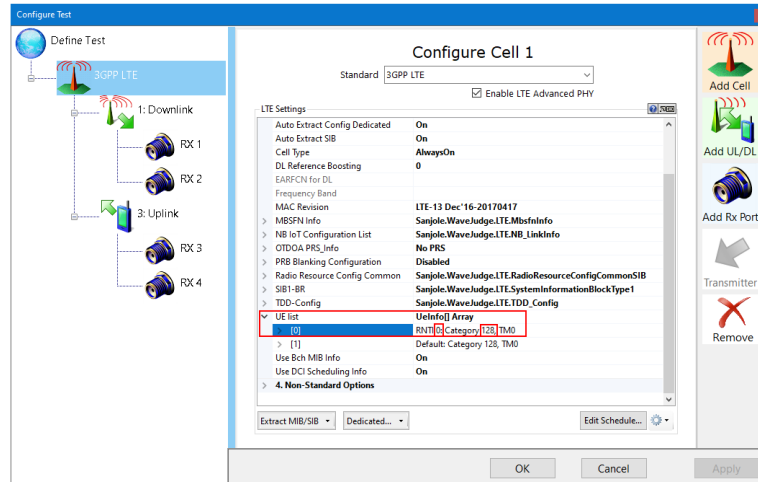 Configure Test
Define Test
3GPP LTE
1: Downlink
RX 1
RX 2
3: Uplink
RX 3
RX 4
Configure Cell 1
Standard 3GPP LTE
Enable LTE Advanced PHY
LTE Settings
Auto Extract Config Dedicated On
Auto Extract SIB On
Cell Type AlwaysOn
DL Reference Boosting 0
EARFCN for DL
Frequency Band
MAC Revision LTE-13 Dec'16-20170417
MBSFN Info Sanjole.WaveJudge.LTE.MbsfnInfo
NB IoT Configuration List Sanjole.WaveJudge.LTE.NB_LinkInfo
OTDOA PRS_Info No PRS
PRB Blanking Configuration Disabled
Radio Resource Config Common Sanjole.WaveJudge.LTE.RadioResourceConfigCommonSIB
SIB1-BR Sanjole.WaveJudge.LTE.SystemInformationBlockType1
TDD-Config Sanjole.WaveJudge.LTE.TDD_Config
UE list UeInfo[] Array
[0] RNTI 0: Category 128, TM0
[1] Default: Category 128, TM0
Use Bch MIB Info On
Use DCI Scheduling Info On
4. Non-Standard Options
Extract MIB/SIB Dedicated... Edit Schedule...
OK Cancel Apply
Add Cell
Add UL/DL
Add Rx Port
Transmitter
Remove